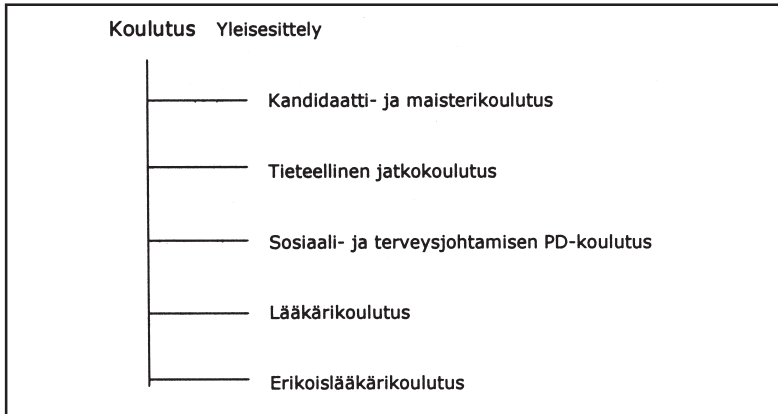 Koulutus Yleisesittely
Kandidaatti- ja maisterikoulutus
Tieteellinen jatkokoulutus
Sosiaali- ja terveysjohtamisen PD-koulutus
Lääkärikoulutus
Erikoislääkärikoulutus